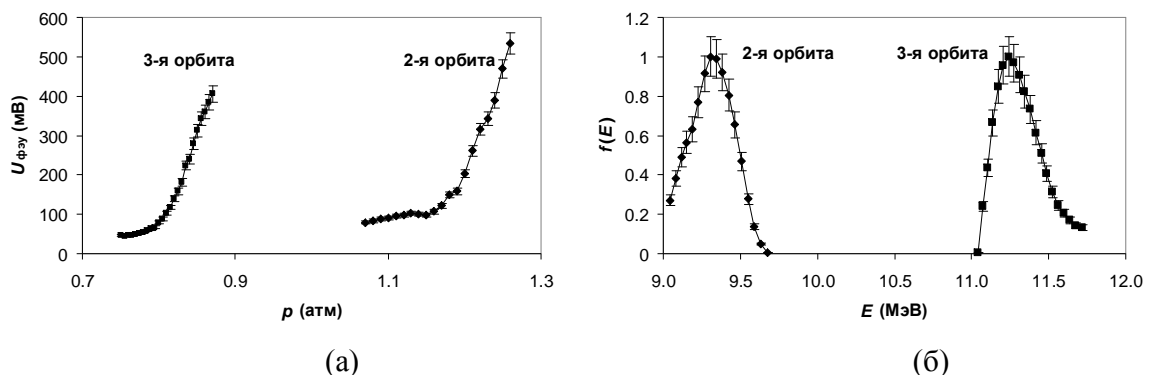 600
500
400
300
200
100
0
U фэу (мВ)
3-я орбита
2-я орбита
0.7
0.9
1.1
1.3
p (атм)
(а)
1.2
1
0.8
0.6
0.4
0.2
0
f(E)
2-я орбита
3-я орбита
9.0
9.5
10.0
10.5
11.0
11.5
12.0
E (МэВ)
(б)